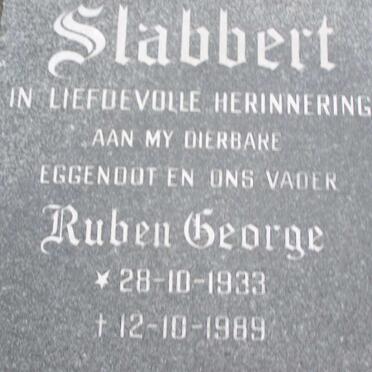 Slabbert
IN LIEFDEVOLLE HERINNERING
AAN MY DIERBARE
EGGENOOT EN ONS VADER
Ruben George
★ 28-10-1933
† 12-10-1989